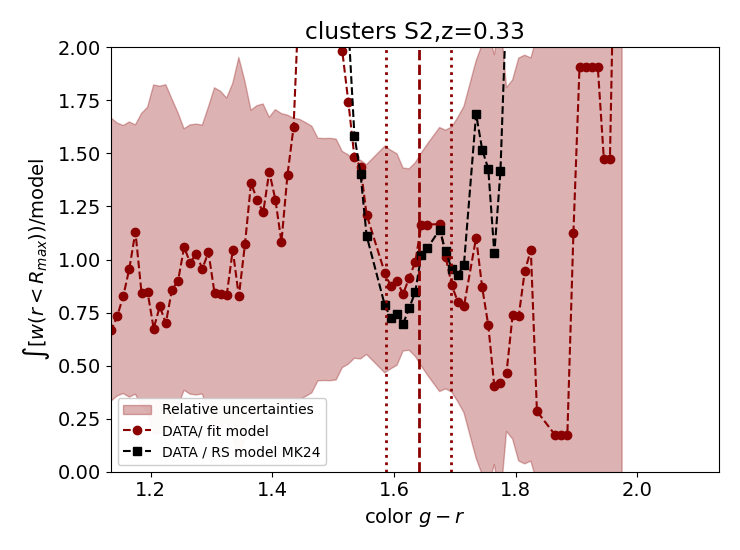 clusters S2,z=0.33
∫[w(r < R_max))/model
2.00
1.75
1.50
1.25
1.00
0.75
0.50
0.25
0.00
Relative uncertainties
DATA/ fit model
DATA / RS model MK24
1.2 1.4 1.6 1.8 2.0
color g − r